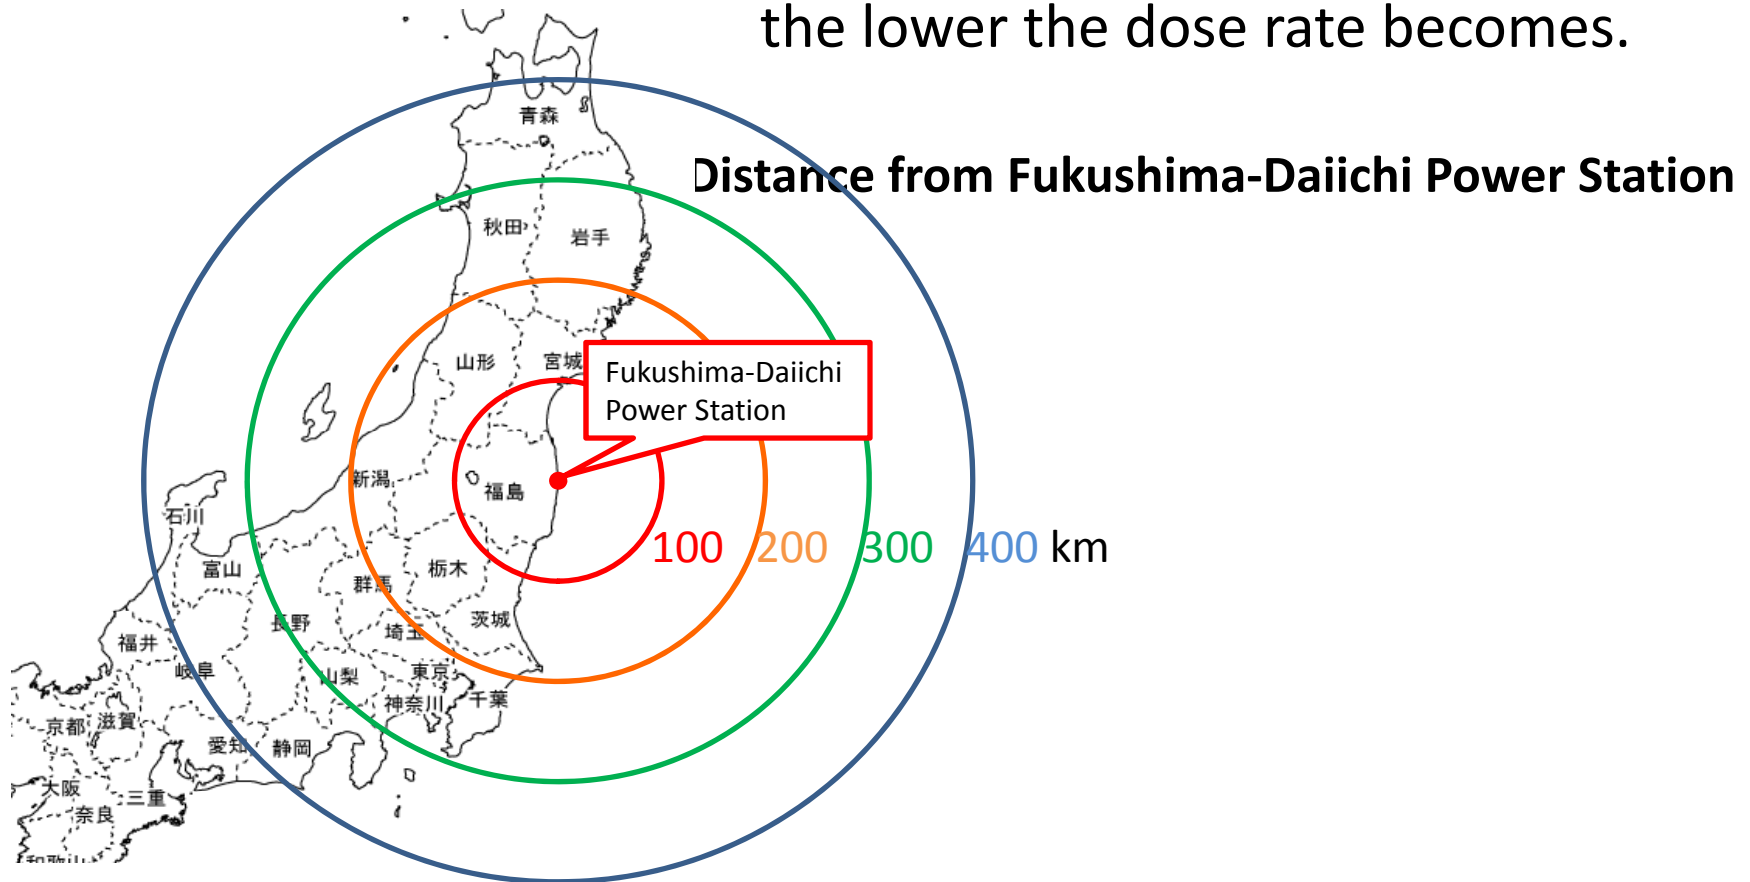 the lower the dose rate becomes.
青森
Distance from Fukushima-Daiichi Power Station
秋田
岩手
山形
宮城
Fukushima-Daiichi
Power Station
新潟
福島
石川
100 200 300 400 km
富山
群馬
栃木
長野
埼玉
茨城
福井
岐阜
山梨
東京
神奈川
千葉
京都
滋賀
愛知
静岡
大阪
三重
奈良
和歌山